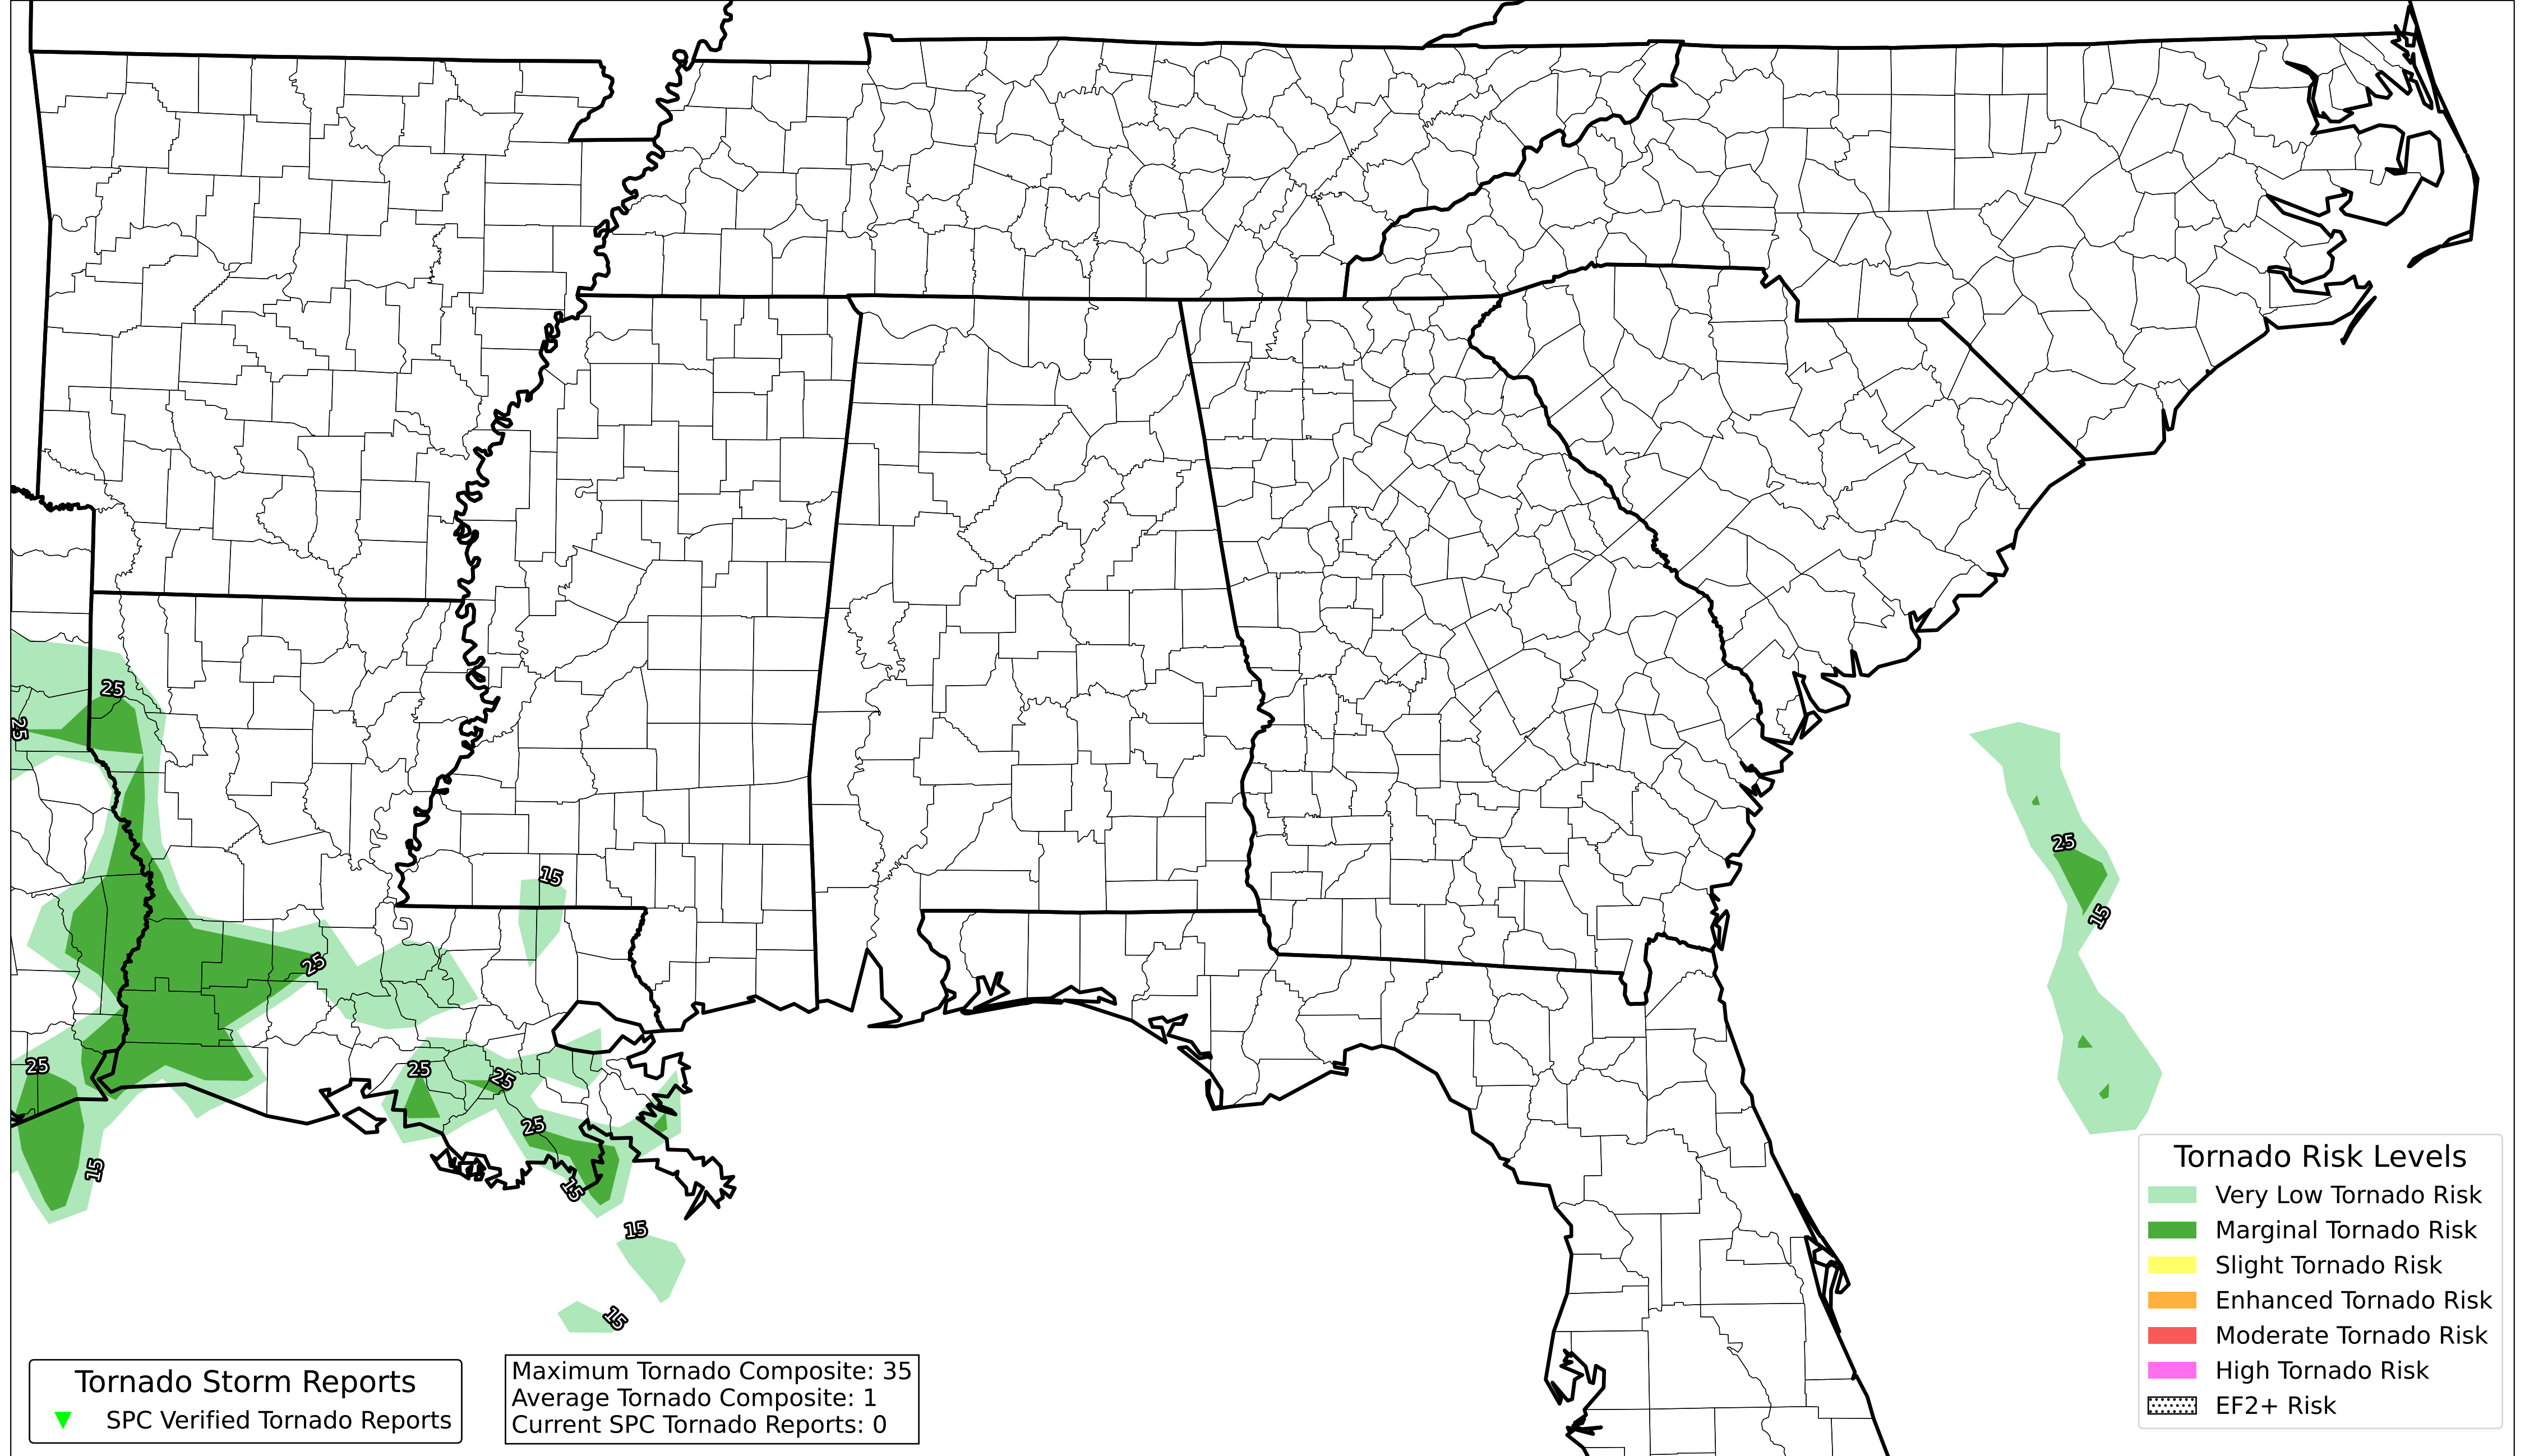 25
25
15
25
15
25
25
25
25
25
15
15
15
15
15
Tornado Risk Levels
Very Low Tornado Risk
Marginal Tornado Risk
Slight Tornado Risk
Enhanced Tornado Risk
Moderate Tornado Risk
High Tornado Risk
EF2+ Risk
Tornado Storm Reports
SPC Verified Tornado Reports
Maximum Tornado Composite: 35
Average Tornado Composite: 1
Current SPC Tornado Reports: 0